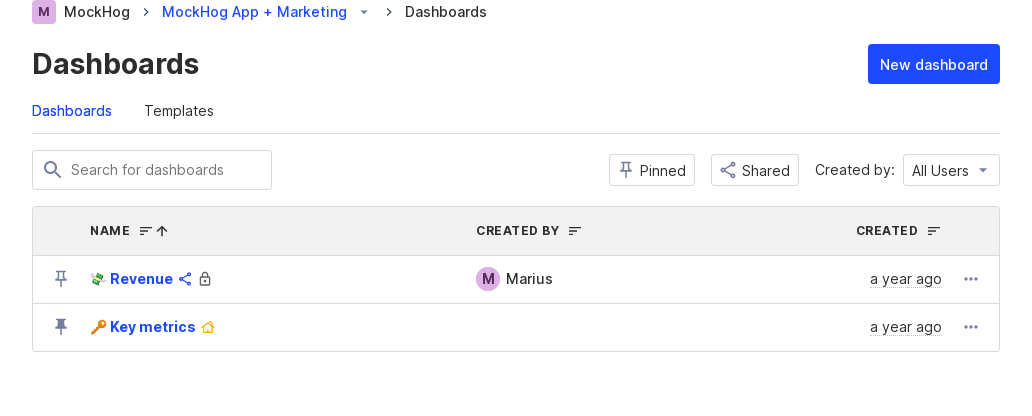 M MockHog MockHog App + Marketing Dashboards
Dashboards
New dashboard
Dashboards Templates
Search for dashboards
Pinned Shared Created by: All Users
NAME CREATED BY CREATED
Revenue M Marius a year ago
Key metrics a year ago